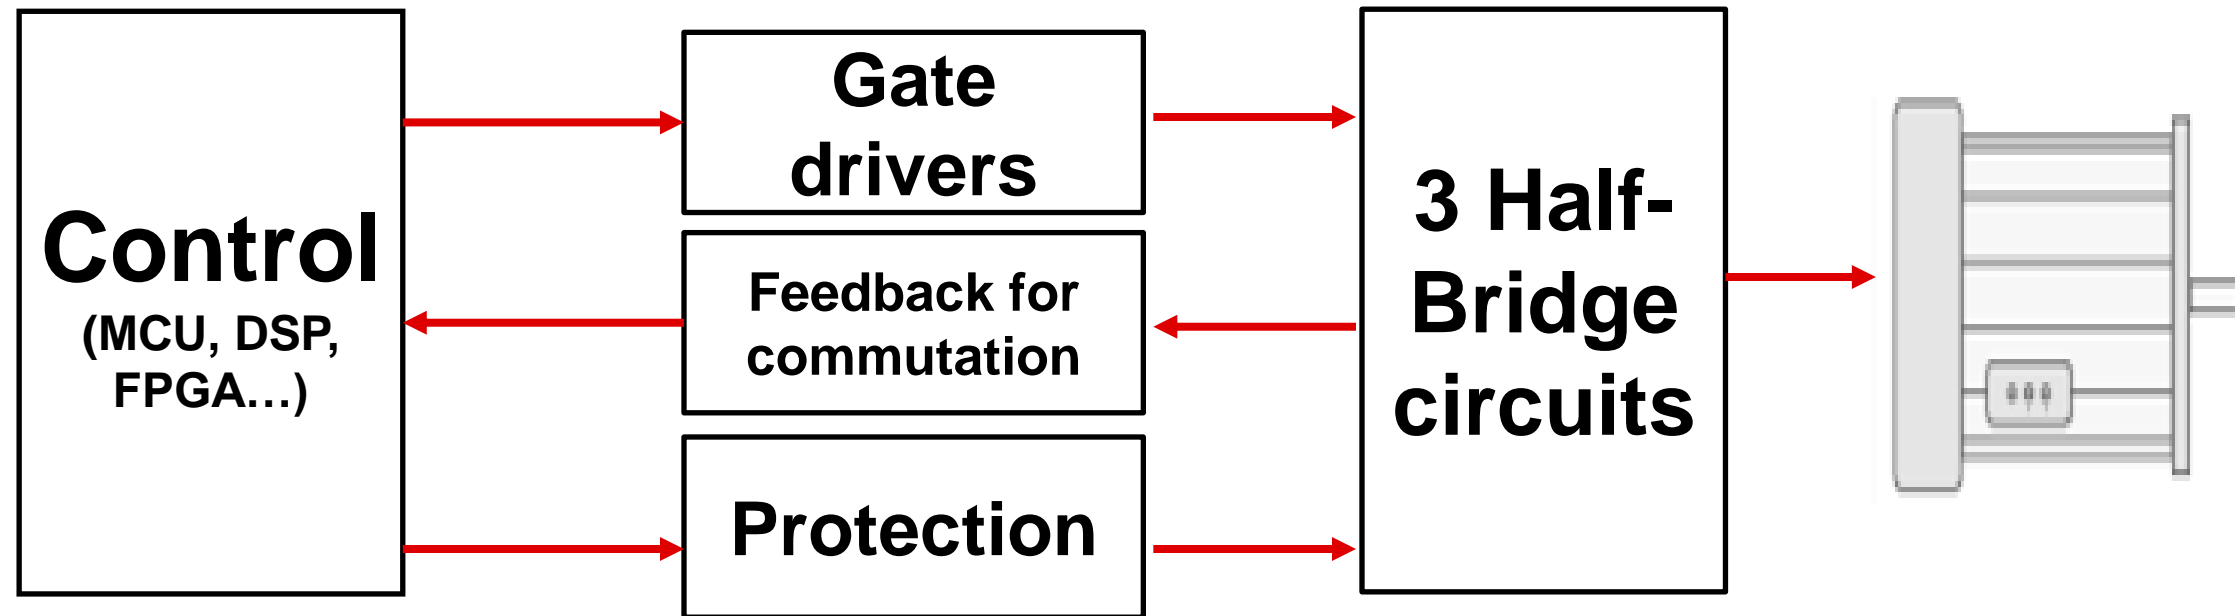 Control
(MCU, DSP,
FPGA...)
Gate
drivers
Feedback for
commutation
Protection
3 Half-
Bridge
circuits